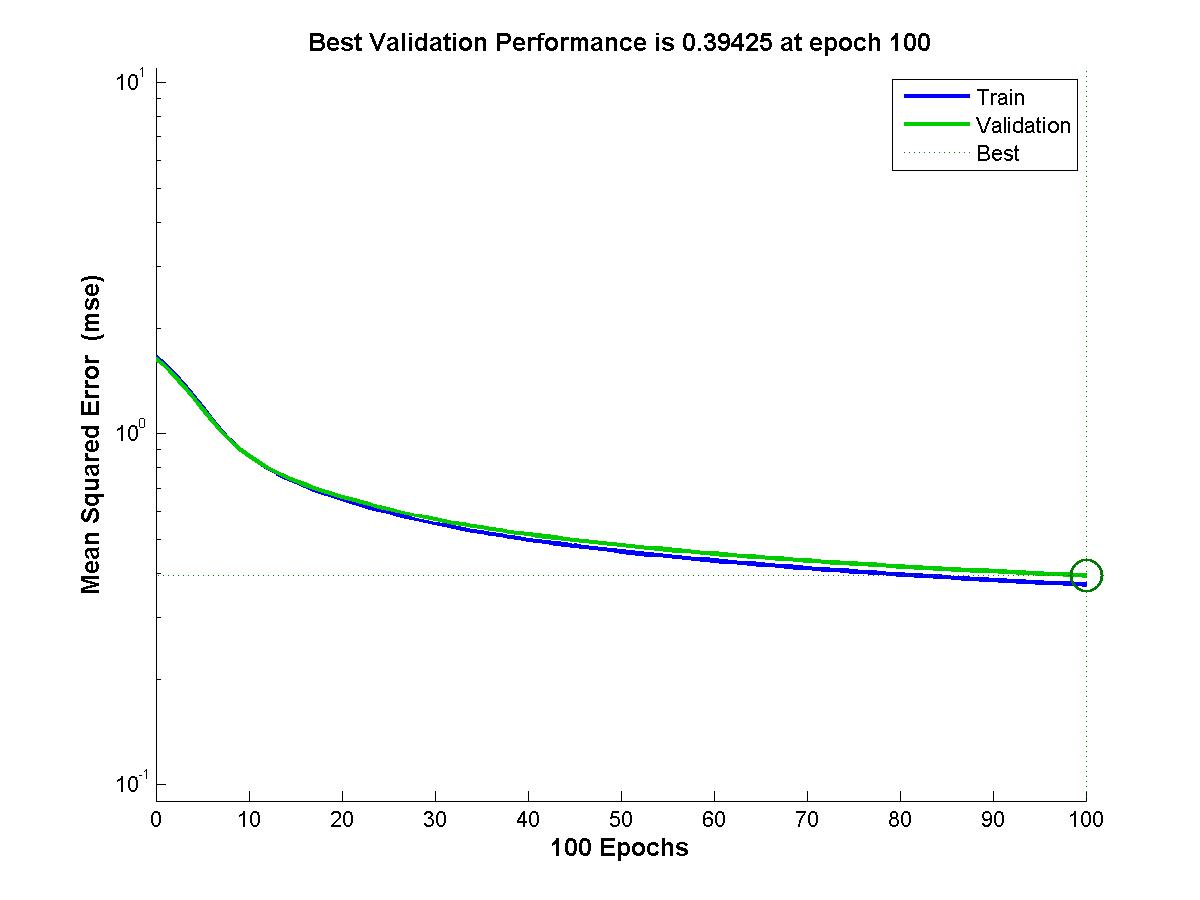 Best Validation Performance is 0.39425 at epoch 100
Train
Validation
Best
Mean Squared Error (mse)
10^1
10^0
10^-1
0 10 20 30 40 50 60 70 80 90 100
100 Epochs